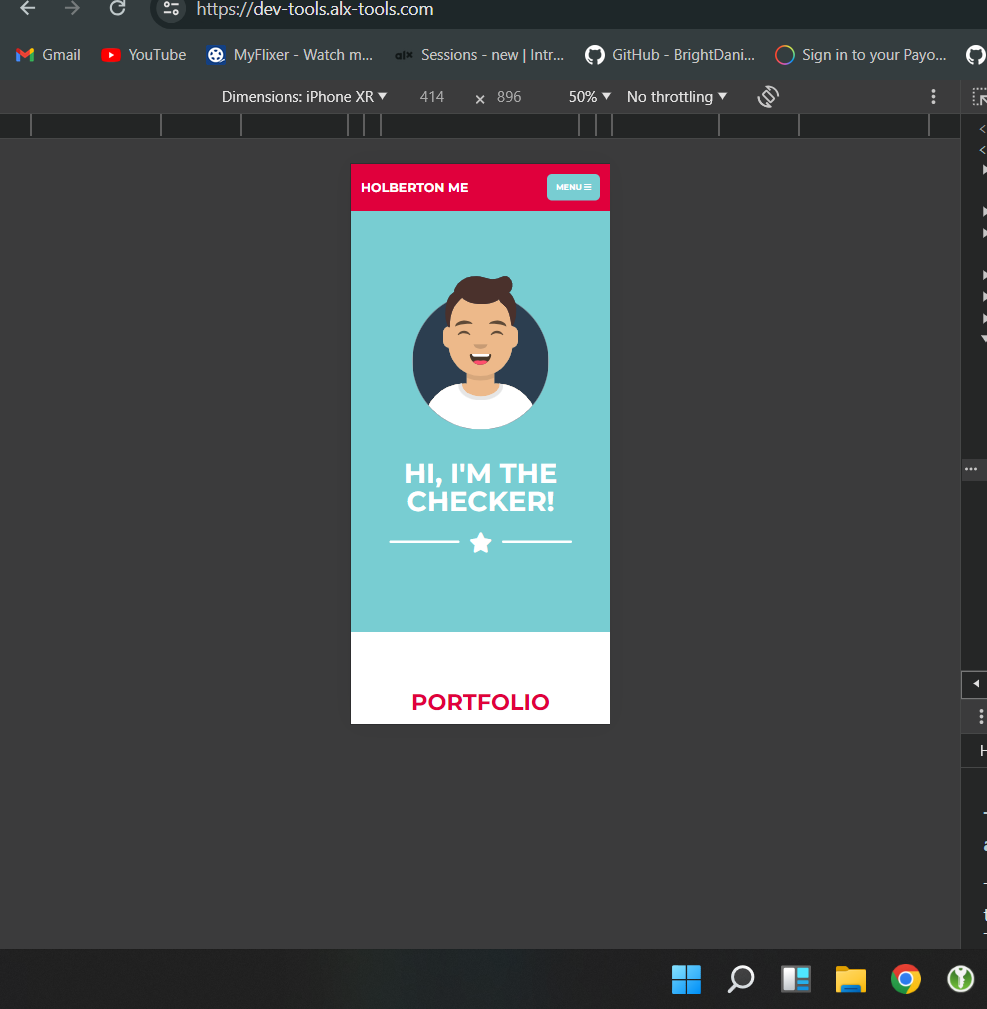 https://dev-tools.alx-tools.com
Gmail
YouTube
MyFlixer - Watch m...
alx
Sessions - new | Intr...
GitHub - BrightDani...
Sign in to your Payo...
Dimensions: iPhone XR
414
×
896
50%
No throttling
HOLBERTON ME
MENU
HI, I'M THE
CHECKER!
PORTFOLIO